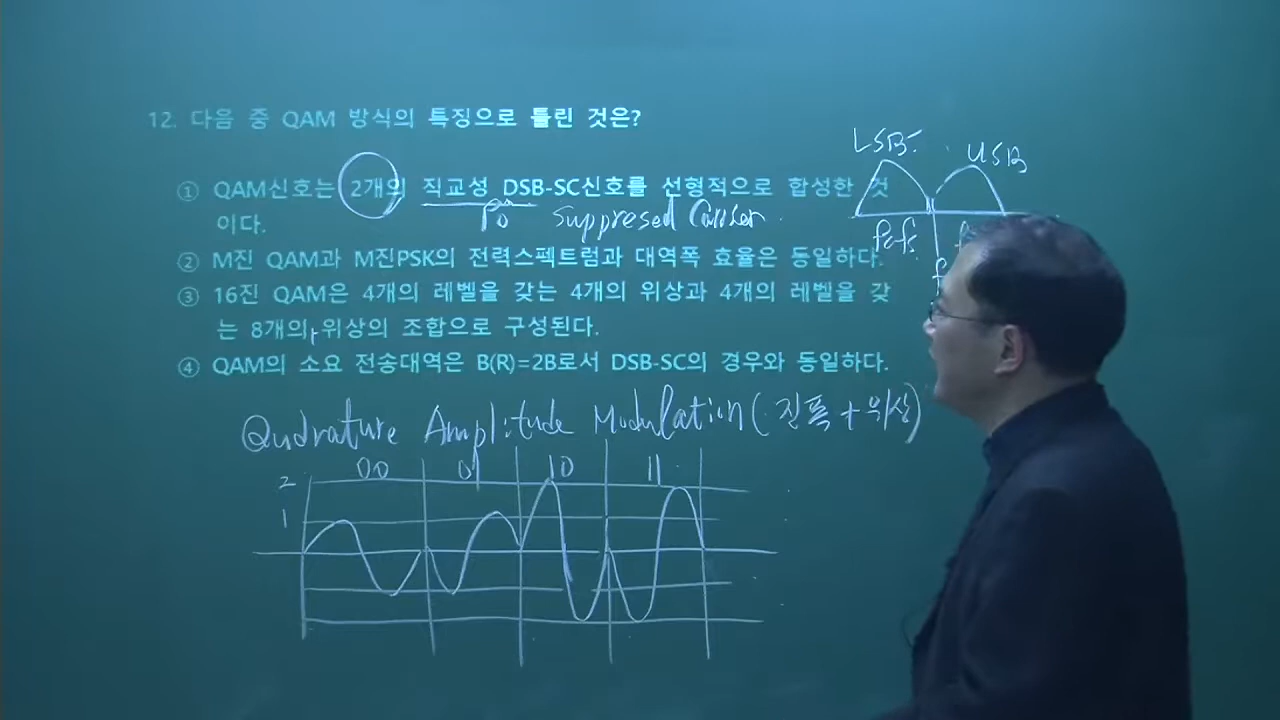 12. 다음 중 QAM 방식의 특징으로 틀린 것은?
LSB
USB
① QAM신호는 2개의 직교성 DSB-SC신호를 선형적으로 합성한 것
이다.
90° Suppresed Carrier
fc-fs
② M진 QAM과 M진PSK의 전력스펙트럼과 대역폭 효율은 동일하다.
③ 16진 QAM은 4개의 레벨을 갖는 4개의 위상과 4개의 레벨을 갖
는 8개의 위상의 조합으로 구성된다.
④ QAM의 소요 전송대역은 B(R)=2B로서 DSB-SC의 경우와 동일하다.
Qudrature Amplitude Modulation (진폭+위상)
00 01 10 11
2
1